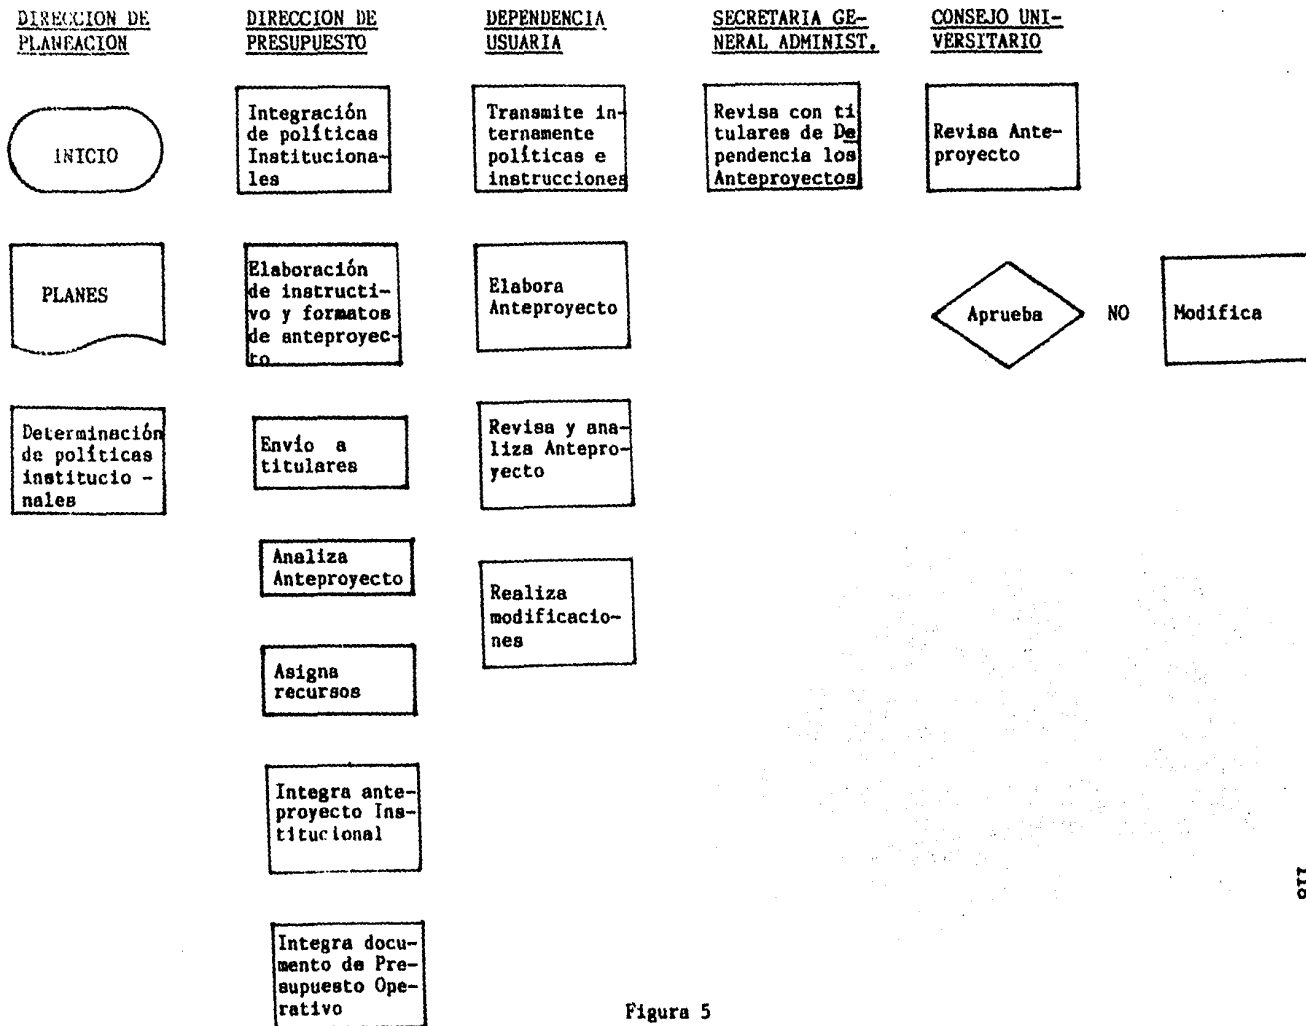 DIRECCION DE
PLANEACION
INICIO
PLANES
Determinación
de políticas
institucio -
nales
DIRECCION DE
PRESUPUESTO
Integración
de políticas
Instituciona-
les
Elaboración
de instructi-
vo y formatos
de anteproyec-
to
Envío a
titulares
Analiza
Anteproyecto
Asigna
recursos
Integra ante-
proyecto Ins-
titucional
Integra docu-
mento de Pre-
supuesto Ope-
rativo
DEPENDENCIA
USUARIA
Transmite in-
ternamente
políticas e
instrucciones
Elabora
Anteproyecto
Revisa y ana-
liza Antepro-
yecto
Realiza
modificacio-
nes
SECRETARIA GE-
NERAL ADMINIST.
Revisa con ti
tulares de De
pendencia los
Anteproyectos
CONSEJO UNI-
VERSITARIO
Revisa Ante-
proyecto
Aprueba
NO
Modifica
Figura 5